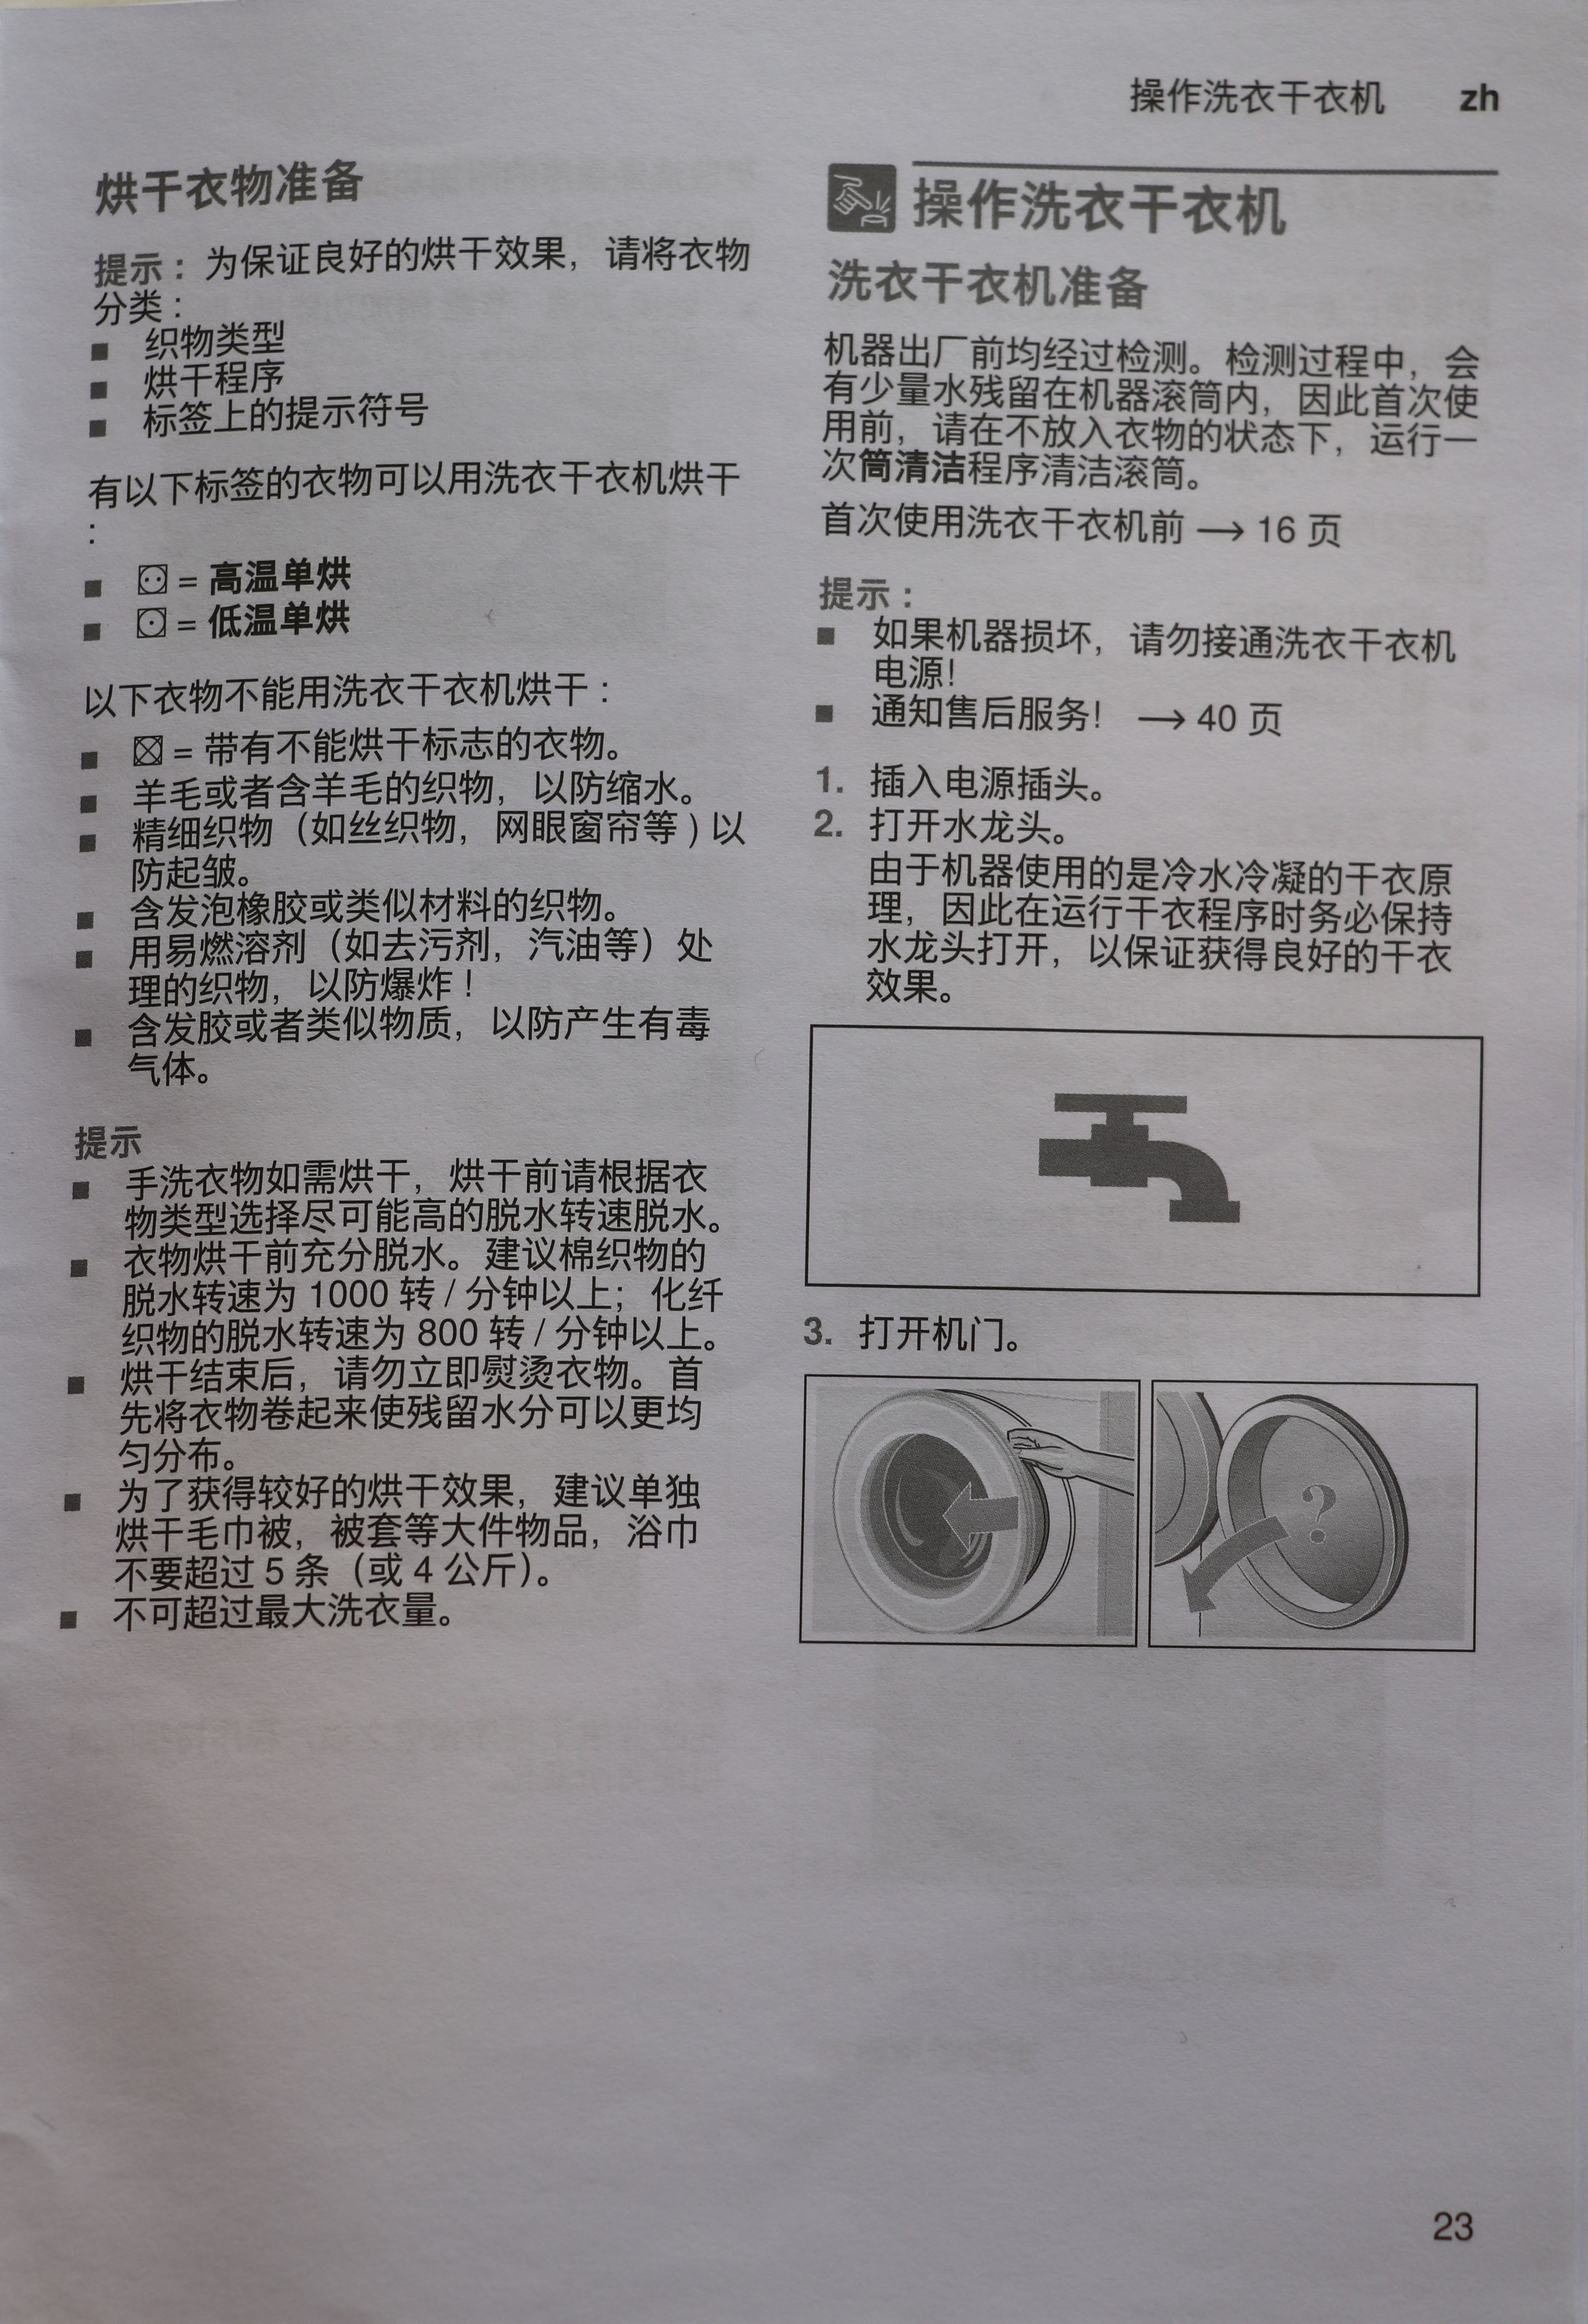 操作洗衣干衣机 zh
烘干衣物准备
提示：为保证良好的烘干效果，请将衣物
分类：
■ 织物类型
■ 烘干程序
■ 标签上的提示符号
有以下标签的衣物可以用洗衣干衣机烘干
：
■ = 高温单烘
■ = 低温单烘
以下衣物不能用洗衣干衣机烘干：
■ = 带有不能烘干标志的衣物。
■ 羊毛或者含羊毛的织物，以防缩水。
■ 精细织物（如丝织物，网眼窗帘等）以
防起皱。
■ 含发泡橡胶或类似材料的织物。
■ 用易燃溶剂（如去污剂，汽油等）处
理的织物，以防爆炸！
■ 含发胶或者类似物质，以防产生有毒
气体。
提示
■ 手洗衣物如需烘干，烘干前请根据衣
物类型选择尽可能高的脱水转速脱水。
■ 衣物烘干前充分脱水。建议棉织物的
脱水转速为 1000 转 / 分钟以上；化纤
织物的脱水转速为 800 转 / 分钟以上。
■ 烘干结束后，请勿立即熨烫衣物。首
先将衣物卷起来使残留水分可以更均
匀分布。
■ 为了获得较好的烘干效果，建议单独
烘干毛巾被，被套等大件物品，浴巾
不要超过 5 条（或 4 公斤）。
■ 不可超过最大洗衣量。
操作洗衣干衣机
洗衣干衣机准备
机器出厂前均经过检测。检测过程中，会
有少量水残留在机器滚筒内，因此首次使
用前，请在不放入衣物的状态下，运行一
次筒清洁程序清洁滚筒。
首次使用洗衣干衣机前 → 16 页
提示：
■ 如果机器损坏，请勿接通洗衣干衣机
电源！
■ 通知售后服务！ → 40 页
1. 插入电源插头。
2. 打开水龙头。
由于机器使用的是冷水冷凝的干衣原
理，因此在运行干衣程序时务必保持
水龙头打开，以保证获得良好的干衣
效果。
3. 打开机门。
?
23